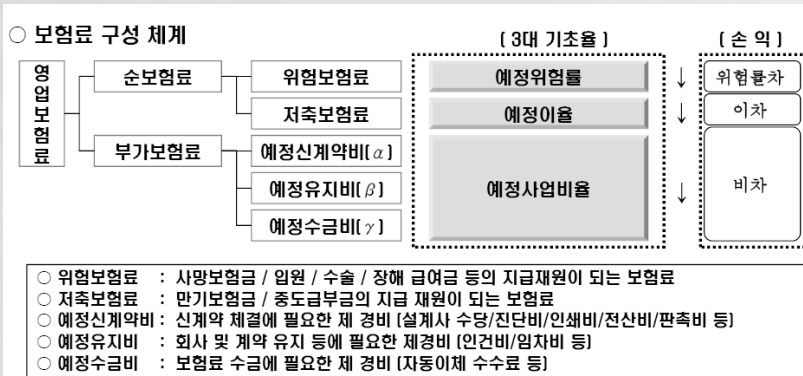 ○ 보험료 구성 체계
( 3대 기초율 )
( 손 익 )
영업보험료
순보험료
위험보험료
예정위험률
↓
위험률차
저축보험료
예정이율
↓
이차
부가보험료
예정신계약비(α)
예정유지비(β)
예정사업비율
↓
비차
예정수금비(γ)
○ 위험보험료 : 사망보험금 / 입원 / 수술 / 장해 급여금 등의 지급재원이 되는 보험료
○ 저축보험료 : 만기보험금 / 중도급부금의 지급 재원이 되는 보험료
○ 예정신계약비 : 신계약 체결에 필요한 제 경비 (설계사 수당/진단비/인쇄비/전산비/판촉비 등)
○ 예정유지비 : 회사 및 계약 유지 등에 필요한 제경비 (인건비/임차비 등)
○ 예정수금비 : 보험료 수금에 필요한 제 경비 (자동이체 수수료 등)